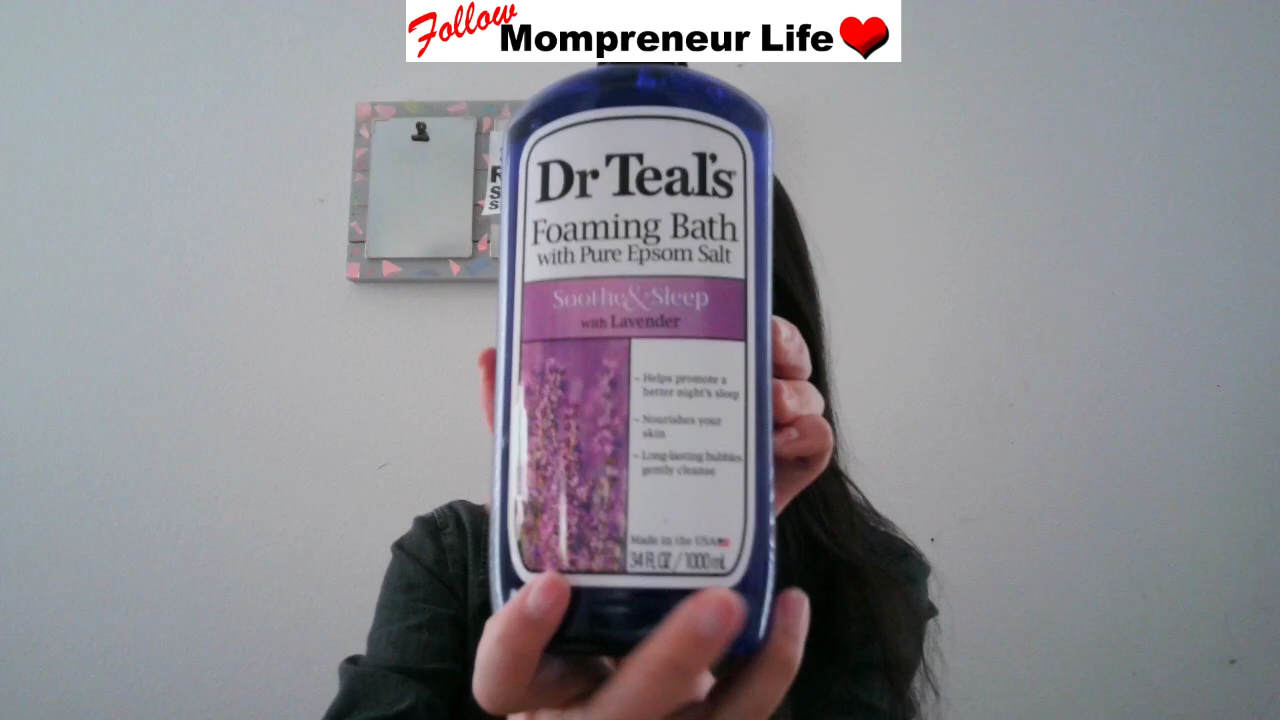 Follow Mompreneur Life
R
S
S
Dr Teal's
Foaming Bath
with Pure Epsom Salt
Soothe & Sleep
with Lavender
- Helps promote a
better night's sleep
- Nourishes your
skin
- Long-lasting bubbles
gently cleanse
Made in the USA
34 FL OZ / 1000 mL